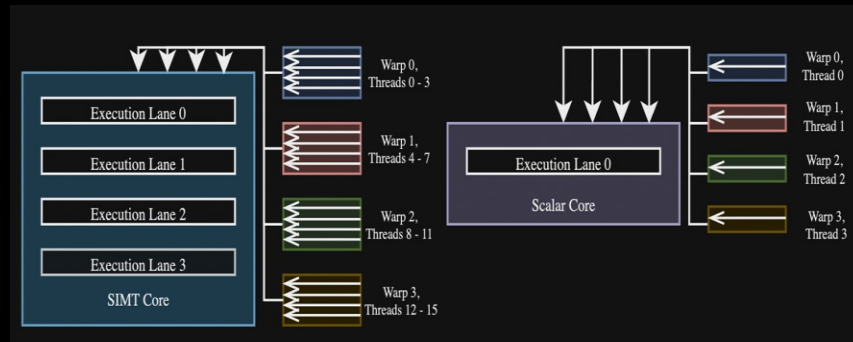 Execution Lane 0
Execution Lane 1
Execution Lane 2
Execution Lane 3
SIMT Core
Warp 0,
Threads 0 - 3
Warp 1,
Threads 4 - 7
Warp 2,
Threads 8 - 11
Warp 3,
Threads 12 - 15
Execution Lane 0
Scalar Core
Warp 0,
Thread 0
Warp 1,
Thread 1
Warp 2,
Thread 2
Warp 3,
Thread 3